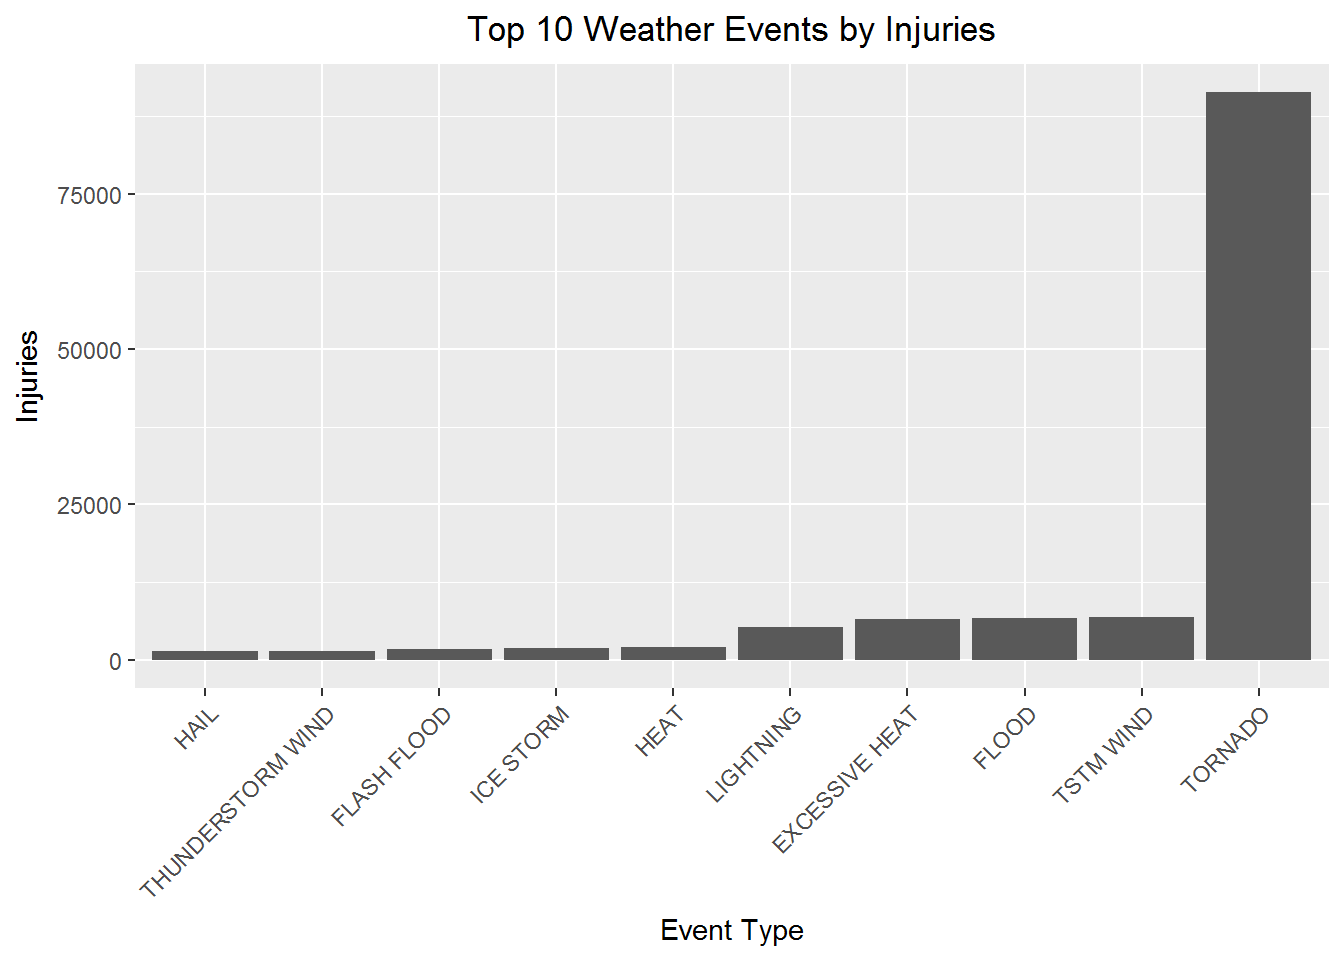 Top 10 Weather Events by Injuries
Injuries
75000
50000
25000
0
HAIL
THUNDERSTORM WIND
FLASH FLOOD
ICE STORM
HEAT
LIGHTNING
EXCESSIVE HEAT
FLOOD
TSTM WIND
TORNADO
Event Type